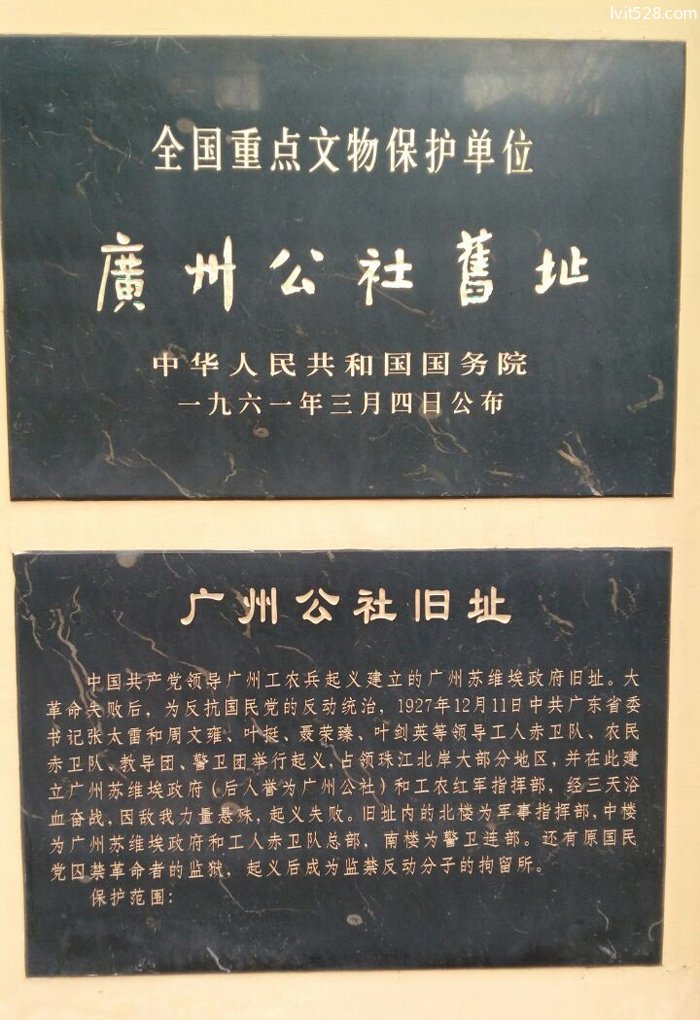 lv.it528.com
全国重点文物保护单位
廣州公社舊址
中华人民共和国国务院
一九六一年三月四日公布
广州公社旧址
中国共产党领导广州工农兵起义建立的广州苏维埃政府旧址。大
革命失败后，为反抗国民党的反动统治，1927年12月11日中共广东省委
书记张太雷和周文雍、叶挺、聂荣臻、叶剑英等领导工人赤卫队、农民
赤卫队、教导团、警卫团举行起义，占领珠江北岸大部分地区，并在此建
立广州苏维埃政府（后人誉为广州公社）和工农红军指挥部，经三天浴
血奋战，因敌我力量悬殊，起义失败。旧址内的北楼为军事指挥部，中楼
为广州苏维埃政府和工人赤卫队总部，南楼为警卫连部。还有原国民
党囚禁革命者的监狱，起义后成为监禁反动分子的拘留所。
保护范围：